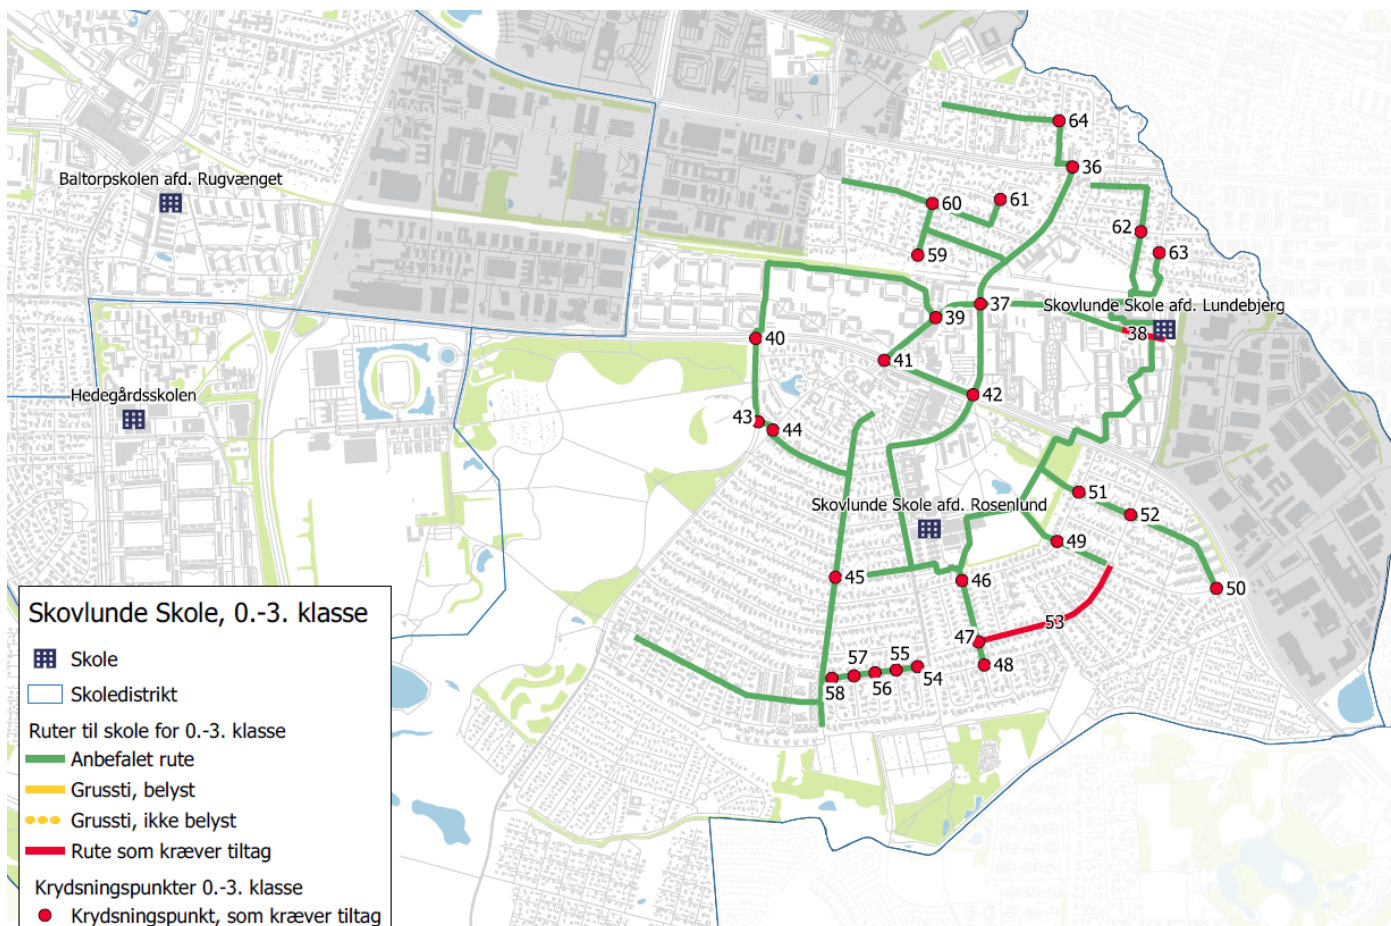 64
36
Baltorpskolen afd. Rugvænget
60
61
62
59
63
37
Skovlunde Skole afd. Lundebjerg
39
38
40
41
Hedegårdsskolen
42
43
44
51
Skovlunde Skole afd. Rosenlund
52
49
45
46
50
53
47
55
57
48
54
56
58
Skovlunde Skole, 0.-3. klasse
Skole
Skoledistrikt
Ruter til skole for 0.-3. klasse
Anbefalet rute
Grussti, belyst
Grussti, ikke belyst
Rute som kræver tiltag
Krydsningspunkter 0.-3. klasse
Krydsningspunkt, som kræver tiltag